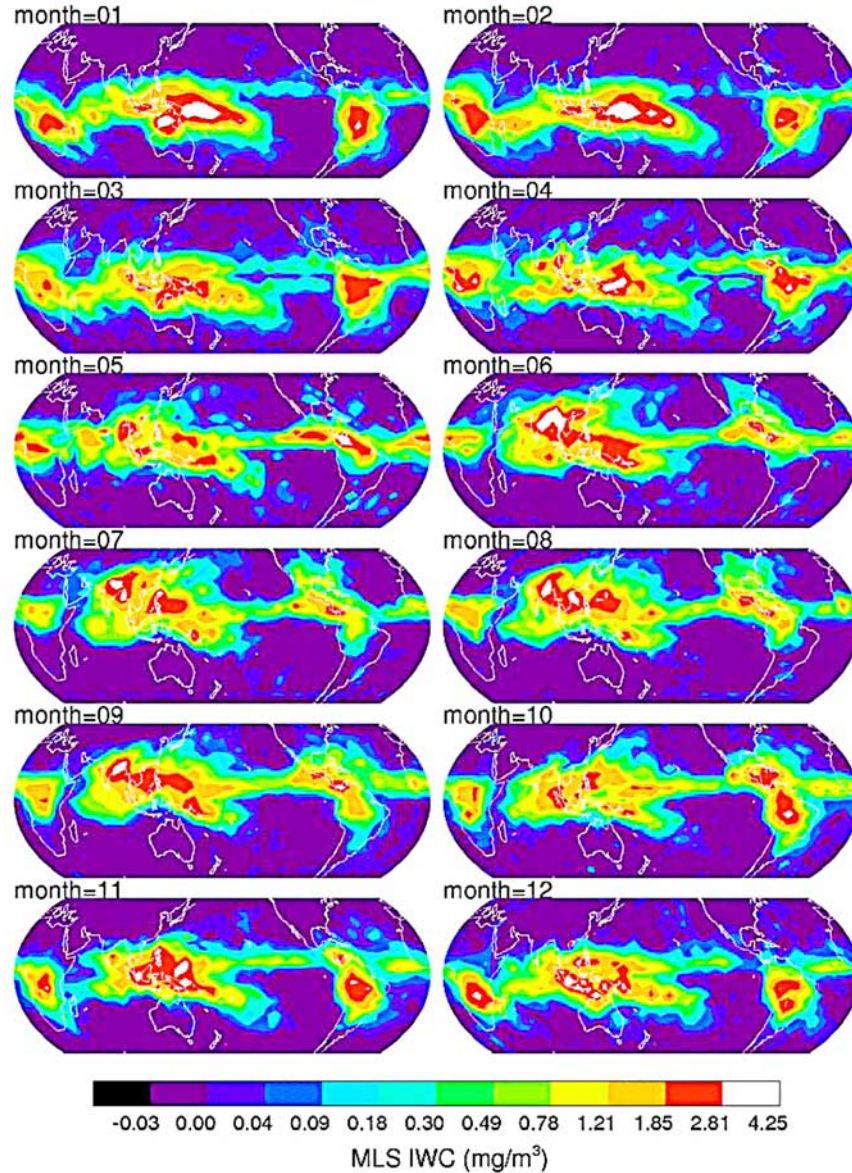 month=01 month=02
month=03 month=04
month=05 month=06
month=07 month=08
month=09 month=10
month=11 month=12
-0.03 0.00 0.04 0.09 0.18 0.30 0.49 0.78 1.21 1.85 2.81 4.25
MLS IWC (mg/m³)